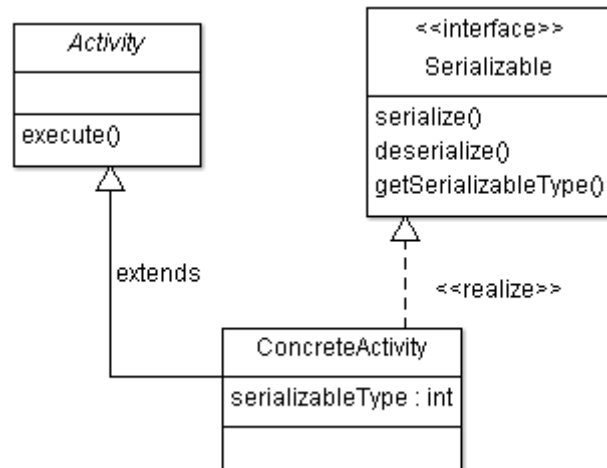 Activity
execute()
<<interface>>
Serializable
serialize()
deserialize()
getSerializableType()
extends
<<realize>>
ConcreteActivity
serializableType : int